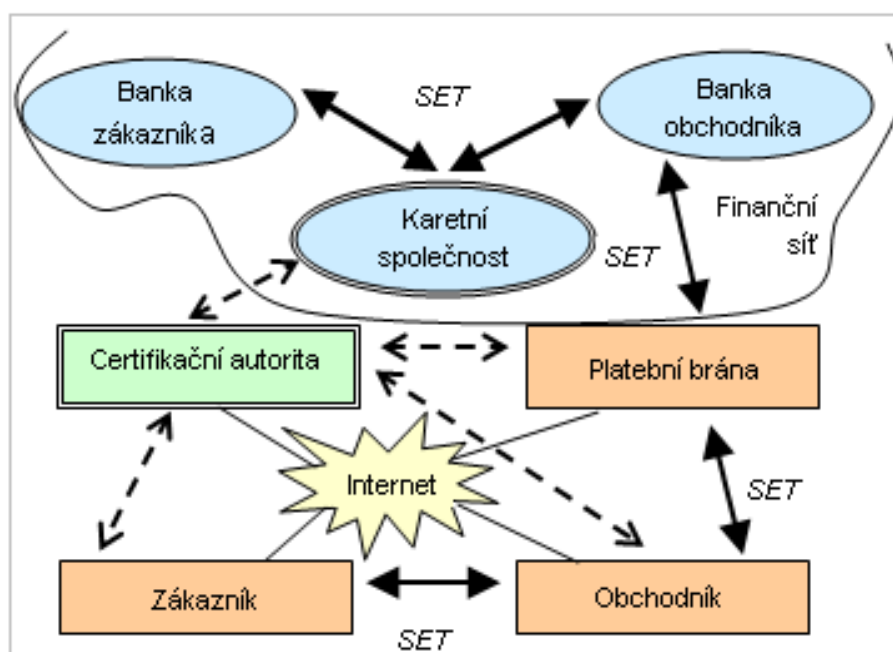 Banka
zákazníka
SET
Banka
obchodníka
Karetní
společnost
SET
Finanční
síť
Certifikační autorita
Platební brána
Internet
SET
Zákazník
Obchodník
SET